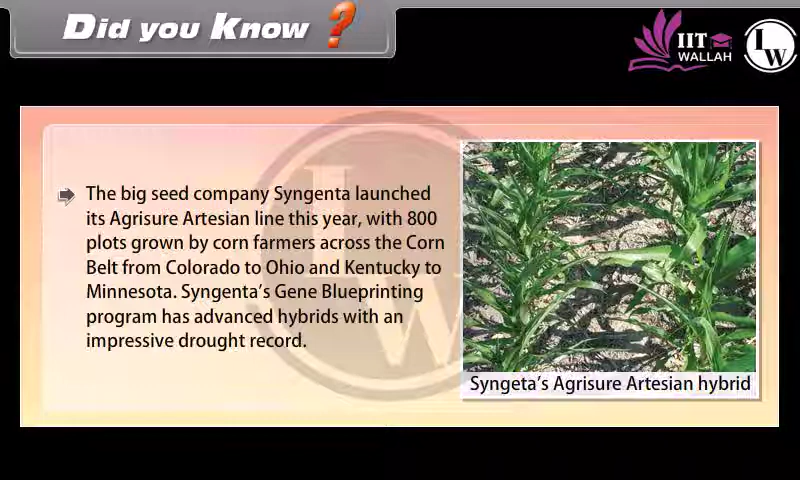 Did you Know ?
IIT
WALLAH
L
W
The big seed company Syngenta launched
its Agrisure Artesian line this year, with 800
plots grown by corn farmers across the Corn
Belt from Colorado to Ohio and Kentucky to
Minnesota. Syngenta's Gene Blueprinting
program has advanced hybrids with an
impressive drought record.
L
W
Syngeta's Agrisure Artesian hybrid